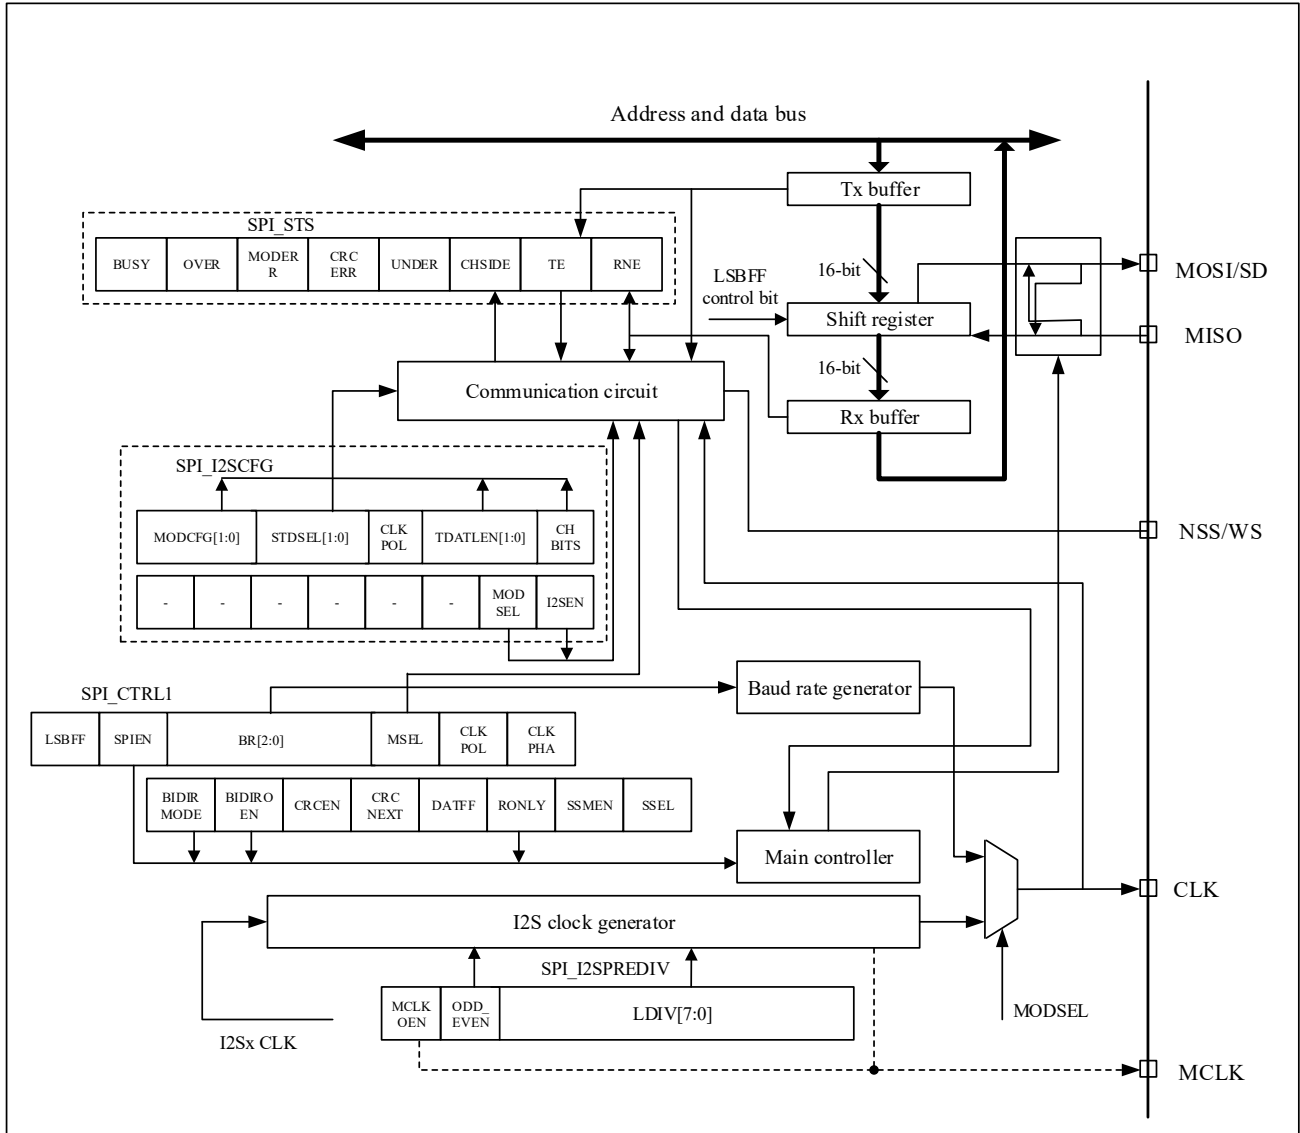 Address and data bus
Tx buffer
SPI_STS
BUSY
OVER
MODER
R
CRC
ERR
UNDER
CHSIDE
TE
RNE
16-bit
LSBFF
control bit
Shift register
MOSI/SD
MISO
16-bit
Communication circuit
Rx buffer
SPI_I2SCFG
MODCFG[1:0]
STDSEL[1:0]
CLK
POL
TDATLEN[1:0]
CH
BITS
NSS/WS
-
-
-
-
-
-
MOD
SEL
I2SEN
SPI_CTRL1
Baud rate generator
LSBFF
SPIEN
BR[2:0]
MSEL
CLK
POL
CLK
PHA
BIDIR
MODE
BIDIRO
EN
CRCEN
CRC
NEXT
DATFF
RONLY
SSMEN
SSEL
Main controller
CLK
I2S clock generator
SPI_I2SPREDIV
MCLK
OEN
ODD_
EVEN
LDIV[7:0]
MODSEL
I2Sx CLK
MCLK